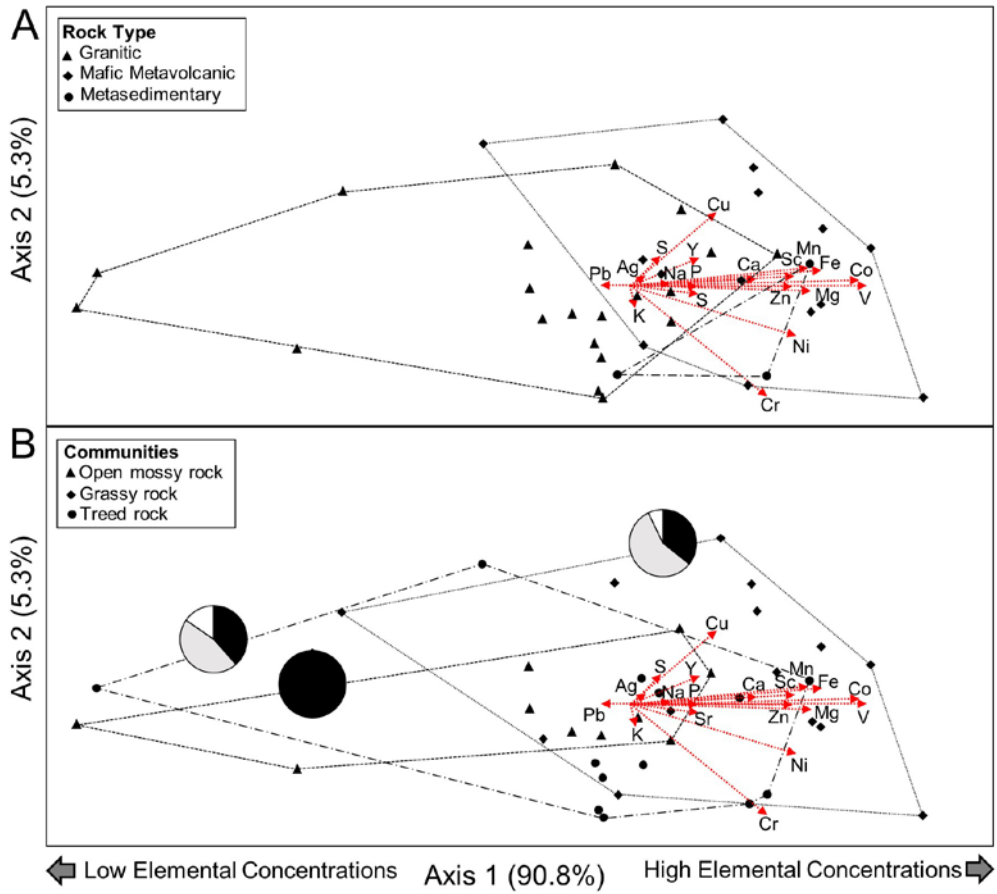 A
Rock Type
Granitic
Mafic Metavolcanic
Metasedimentary
Axis 2 (5.3%)
Cu
S
Y
Mn
Ag
Ca
Sc
Fe
Pb
Na
P
Co
S
Zn
Mg
V
K
Ni
Cr
B
Communities
Open mossy rock
Grassy rock
Treed rock
Axis 2 (5.3%)
Cu
S
Y
Mn
Ag
Ca
Sc
Fe
Na
P
Co
Pb
Sr
Zn
Mg
V
K
Ni
Cr
Low Elemental Concentrations
Axis 1 (90.8%)
High Elemental Concentrations